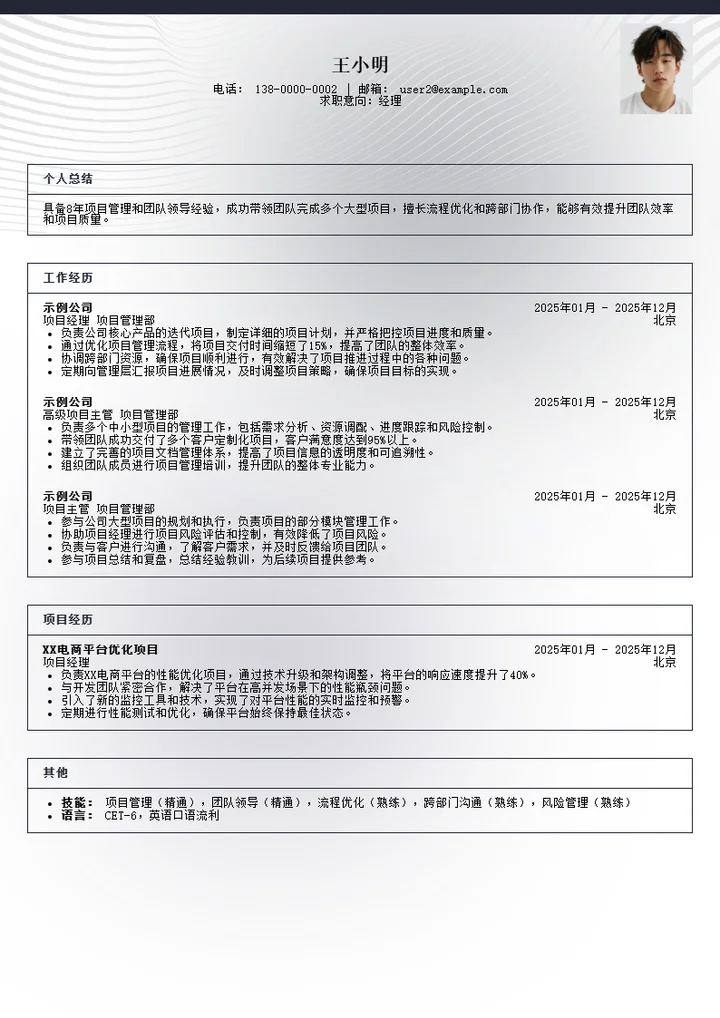 王小明
电话： 138-0000-0002 | 邮箱： user2@example.com
求职意向：经理
个人总结
具备8年项目管理和团队领导经验，成功带领团队完成多个大型项目，擅长流程优化和跨部门协作，能够有效提升团队效率
和项目质量。
工作经历
示例公司 2025年01月 - 2025年12月
项目经理 项目管理部 北京
• 负责公司核心产品的迭代项目，制定详细的项目计划，并严格把控项目进度和质量。
• 通过优化项目管理流程，将项目交付时间缩短了15%，提高了团队的整体效率。
• 协调跨部门资源，确保项目顺利进行，有效解决了项目推进过程中的各种问题。
• 定期向管理层汇报项目进展情况，及时调整项目策略，确保项目目标的实现。
示例公司 2025年01月 - 2025年12月
高级项目主管 项目管理部 北京
• 负责多个中小型项目的管理工作，包括需求分析、资源调配、进度跟踪和风险控制。
• 带领团队成功交付了多个客户定制化项目，客户满意度达到95%以上。
• 建立了完善的项目文档管理体系，提高了项目信息的透明度和可追溯性。
• 组织团队成员进行项目管理培训，提升团队的整体专业能力。
示例公司 2025年01月 - 2025年12月
项目主管 项目管理部 北京
• 参与公司大型项目的规划和执行，负责项目的部分模块管理工作。
• 协助项目经理进行项目风险评估和控制，有效降低了项目风险。
• 负责与客户进行沟通，了解客户需求，并及时反馈给项目团队。
• 参与项目总结和复盘，总结经验教训，为后续项目提供参考。
项目经历
XX电商平台优化项目 2025年01月 - 2025年12月
项目经理 北京
• 负责XX电商平台的性能优化项目，通过技术升级和架构调整，将平台的响应速度提升了40%。
• 与开发团队紧密合作，解决了平台在高并发场景下的性能瓶颈问题。
• 引入了新的监控工具和技术，实现了对平台性能的实时监控和预警。
• 定期进行性能测试和优化，确保平台始终保持最佳状态。
其他
• 技能： 项目管理（精通），团队领导（精通），流程优化（熟练），跨部门沟通（熟练），风险管理（熟练）
• 语言： CET-6，英语口语流利